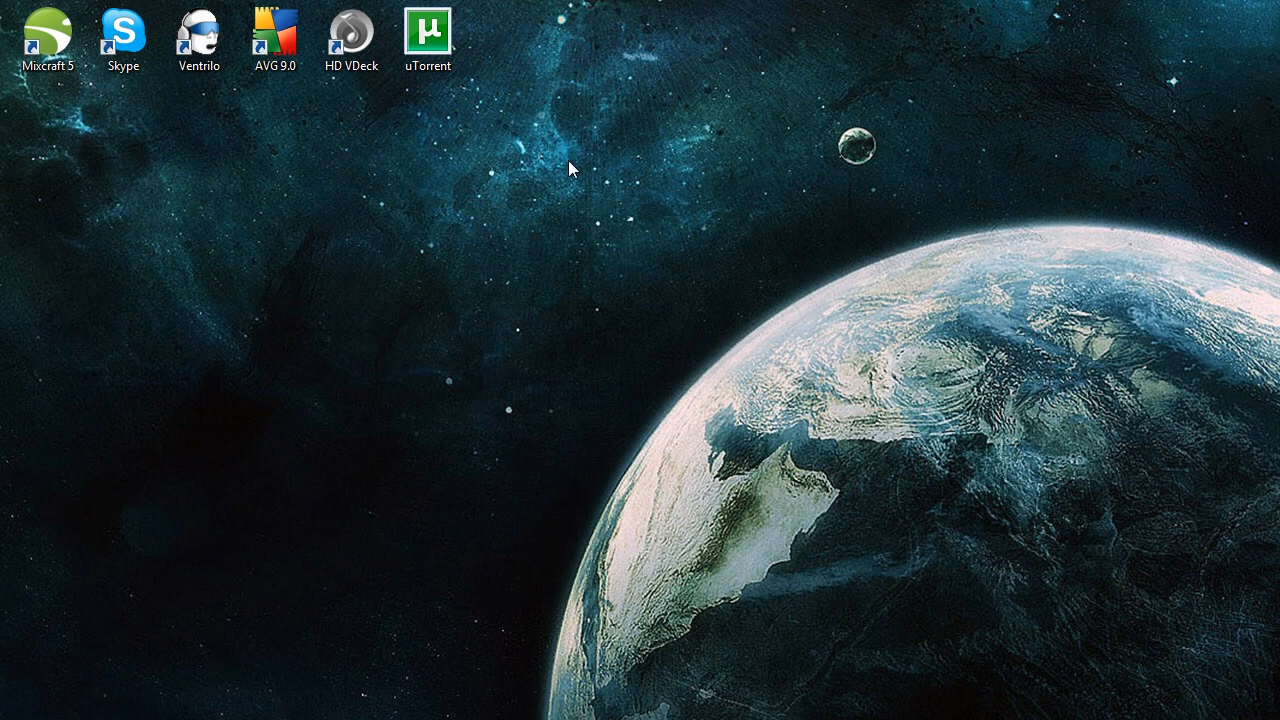 Mixcraft 5
Skype
Ventrilo
AVG 9.0
HD VDeck
uTorrent